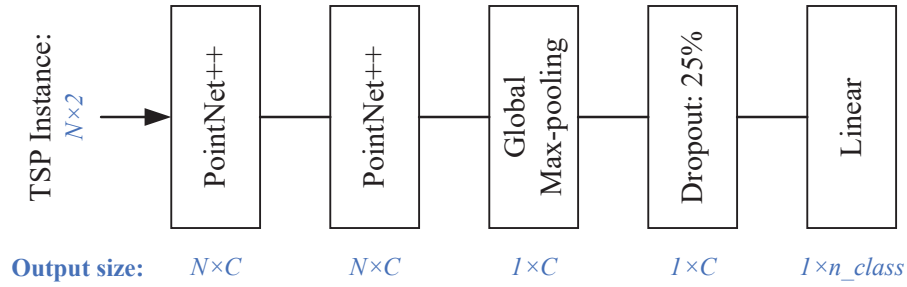 TSP Instance:
N×2
PointNet++
PointNet++
Global
Max-pooling
Dropout: 25%
Linear
Output size: N×C N×C 1×C 1×C 1×n_class